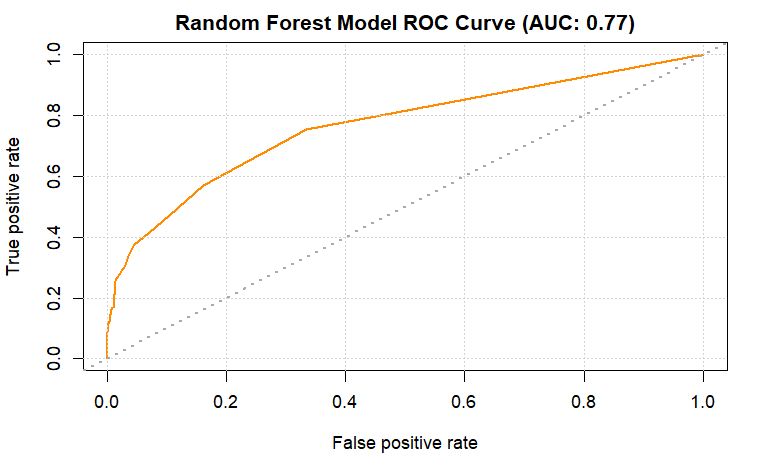 Random Forest Model ROC Curve (AUC: 0.77)
1.0
0.8
0.6
0.4
0.2
0.0
True positive rate
0.0 0.2 0.4 0.6 0.8 1.0
False positive rate